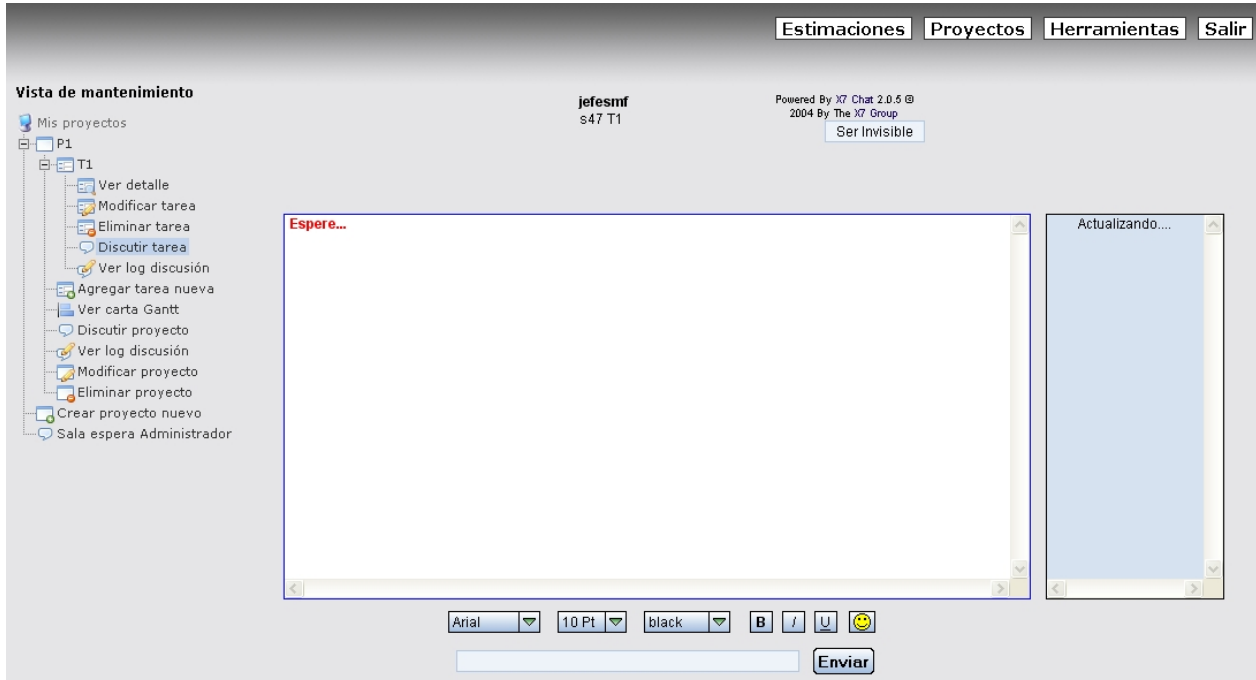 Estimaciones Proyectos Herramientas Salir
Vista de mantenimiento
jefesmf
s47 T1
Powered By X7 Chat 2.0.5 ©
2004 By The X7 Group
Ser Invisible
Mis proyectos
P1
T1
Ver detalle
Modificar tarea
Eliminar tarea
Discutir tarea
Ver log discusión
Agregar tarea nueva
Ver carta Gantt
Discutir proyecto
Ver log discusión
Modificar proyecto
Eliminar proyecto
Crear proyecto nuevo
Sala espera Administrador
Espere...
Actualizando....
Arial 10 Pt black B I U
Enviar